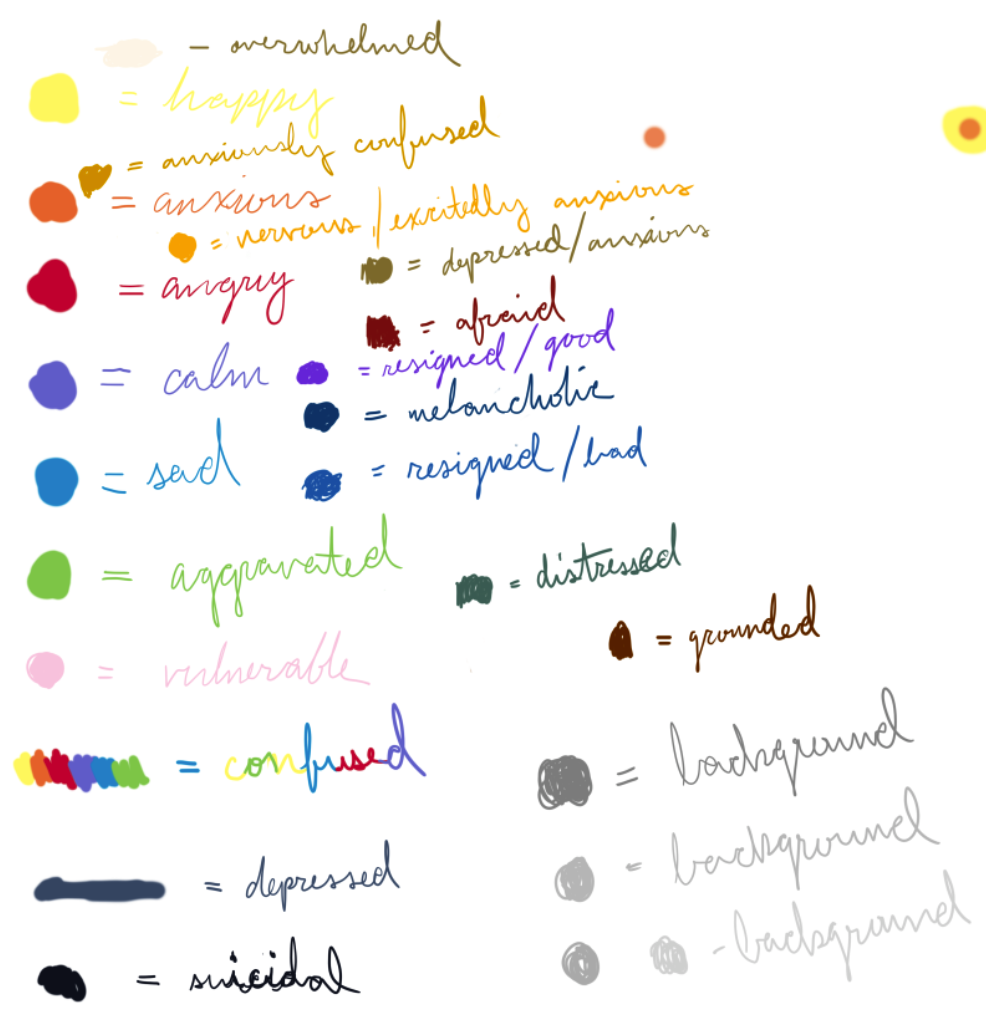 - overwhelmed
= happy
= anxiously confused
= anxious
= nervous/excitedly anxious
= depressed/anxious
= angry
= afraid
= calm
= resigned/good
= melancholic
= sad
= resigned/bad
= aggravated
= distressed
= grounded
= vulnerable
= confused
= background
= background
= depressed
- background
= suicidal